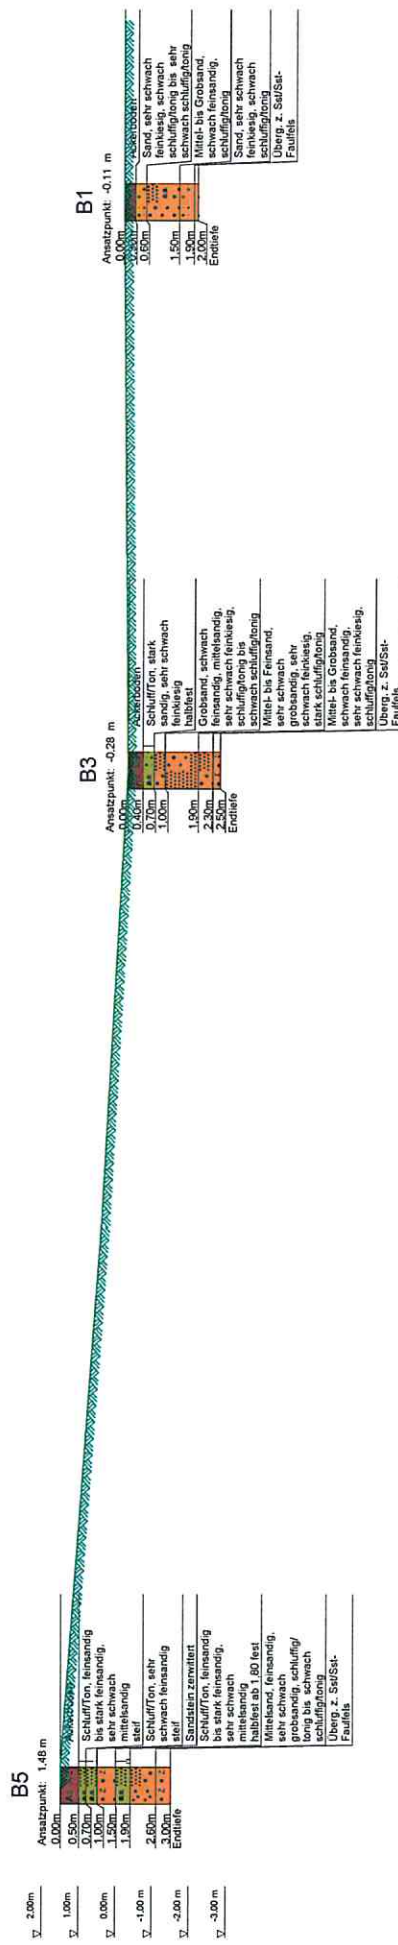 B5
Ansatzpunkt: 1.48 m
0.00m
0.50m
0.70m
1.00m
1.50m
1.90m
2.60m
3.00m
Endtiefe
Schluff/Ton, feinsandig
bis stark feinsandig,
sehr schwach
mittelsandig
steif
Schluff/Ton, sehr
schwach feinsandig
steif
Sandstein zerwittert
Schluff/Ton, feinsandig
bis stark feinsandig,
sehr schwach
mittelsandig
halbfest ab 1.80 fest
Mittelsand, feinsandig,
sehr schwach
grobsandig, schluffig/
tonig bis schwach
schluffig/tonig
Überg. z. Sst/Sst-
Faulfels
B3
Ansatzpunkt: -0.28 m
0.00m
0.40m
0.70m
1.00m
1.90m
2.30m
2.50m
Endtiefe
Ackerboden
Schluff/Ton, stark
sandig, sehr schwach
feinkiesig
halbfest
Grobsand, schwach
feinsandig, mittelsandig,
sehr schwach feinkiesig,
schluffig/tonig bis
schwach schluffig/tonig
Mittel- bis Feinsand,
sehr schwach
grobsandig, sehr
schwach feinkiesig,
stark schluffig/tonig
Mittel- bis Grobsand,
schwach feinsandig,
sehr schwach feinkiesig,
schluffig/tonig
Überg. z. Sst/Sst-
Faulfels
B1
Ansatzpunkt: -0.11 m
0.00m
0.60m
1.50m
1.90m
2.00m
Endtiefe
Ackerboden
Sand, sehr schwach
feinkiesig, schwach
schluffig/tonig bis sehr
schwach schluffig/tonig
Mittel- bis Grobsand,
schwach feinsandig,
schluffig/tonig
Sand, sehr schwach
feinkiesig, schwach
schluffig/tonig
Überg. z. Sst/Sst-
Faulfels
2.00m
1.00m
0.00m
-1.00 m
-2.00 m
-3.00 m